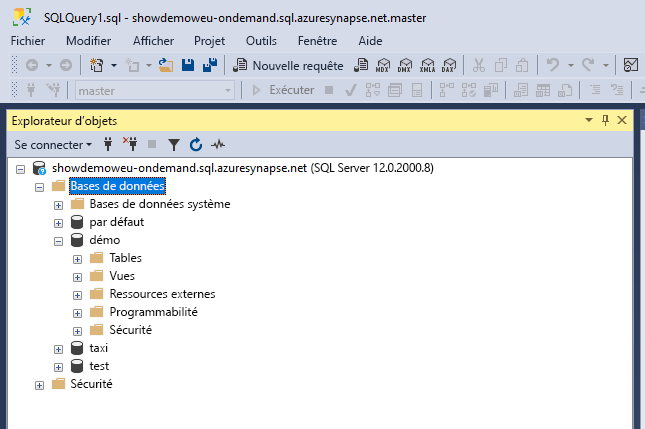 SQLQuery1.sql - showdemoweu-ondemand.sql.azuresynapse.net.master
Fichier Modifier Afficher Projet Outils Fenêtre Aide
Nouvelle requête MDX DMX XMLA DAX
master Exécuter
Explorateur d'objets
Se connecter
showdemoweu-ondemand.sql.azuresynapse.net (SQL Server 12.0.2000.8)
Bases de données
Bases de données système
par défaut
démo
Tables
Vues
Ressources externes
Programmabilité
Sécurité
taxi
test
Sécurité